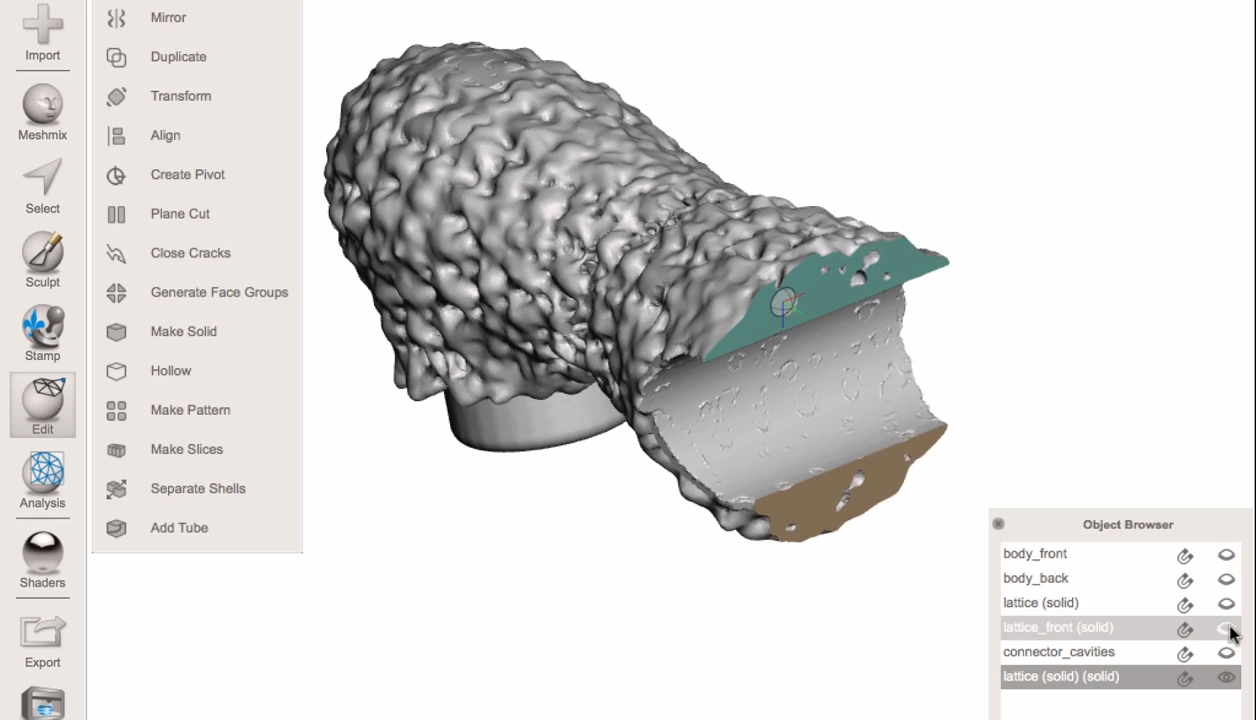 Import
Meshmix
Select
Sculpt
Stamp
Edit
Analysis
Shaders
Export
Mirror
Duplicate
Transform
Align
Create Pivot
Plane Cut
Close Cracks
Generate Face Groups
Make Solid
Hollow
Make Pattern
Make Slices
Separate Shells
Add Tube
Object Browser
body_front
body_back
lattice (solid)
lattice_front (solid)
connector_cavities
lattice (solid) (solid)